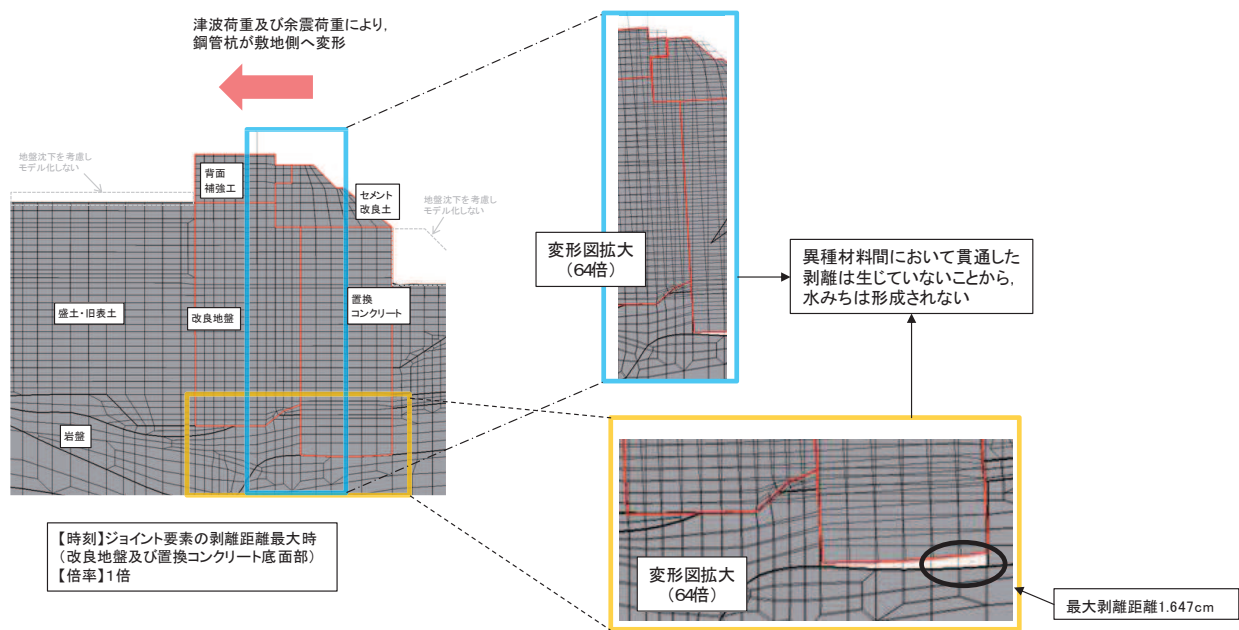 津波荷重及び余震荷重により,
鋼管杭が敷地側へ変形
地盤沈下を考慮し
モデル化しない
背面
補強工
セメント
改良土
地盤沈下を考慮し
モデル化しない
盛土・旧表土
改良地盤
置換
コンクリート
岩盤
【時刻】ジョイント要素の剥離距離最大時
(改良地盤及び置換コンクリート底面部)
【倍率】1倍
変形図拡大
(64倍)
異種材料間において貫通した
剥離は生じていないことから,
水みちは形成されない
変形図拡大
(64倍)
最大剥離距離1.647cm